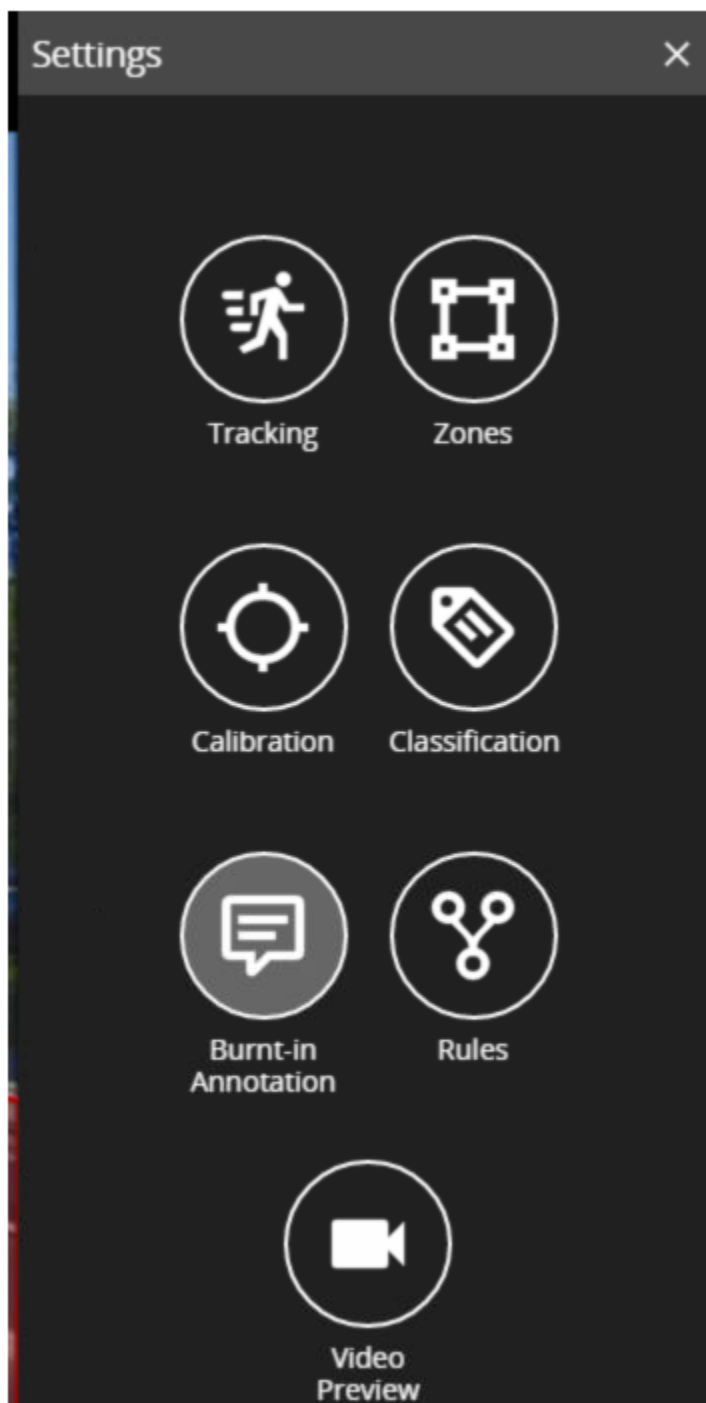 Settings
Tracking
Zones
Calibration
Classification
Burnt-in
Annotation
Rules
Video
Preview